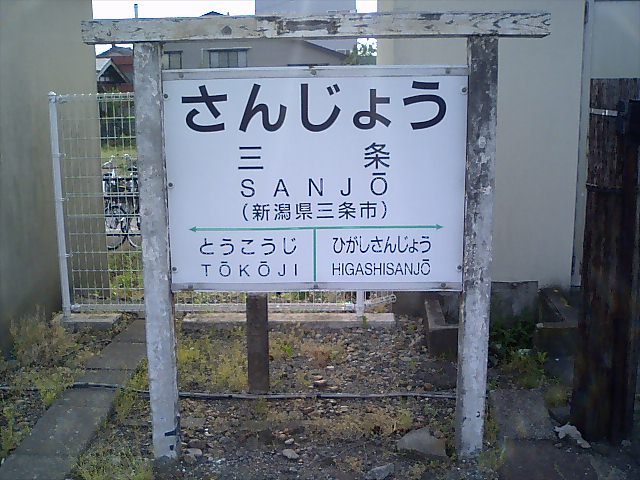 さんじょう
三条
SANJŌ
(新潟県三条市)
とうこうじ ひがしさんじょう
TŌKŌJI HIGASHISANJŌ